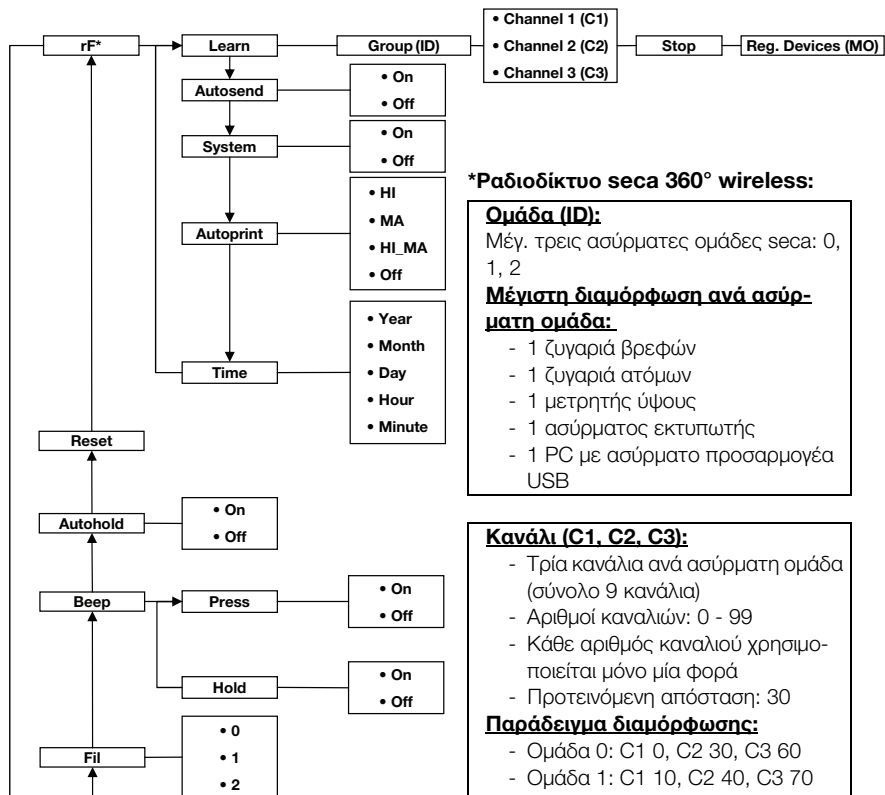 • Channel 1 (C1)
rF*
Learn
Group (ID)
• Channel 2 (C2)
Stop
Reg. Devices (MO)
• Channel 3 (C3)
Autosend
• On
• Off
System
• On
• Off
Autoprint
• HI
• MA
• HI_MA
• Off
Time
• Year
• Month
• Day
• Hour
• Minute
Reset
Autohold
• On
• Off
Beep
Press
• On
• Off
Hold
• On
• Off
Fil
• 0
• 1
• 2
*Ραδιοδίκτυο seca 360° wireless:
Ομάδα (ID):
Μέγ. τρεις ασύρματες ομάδες seca: 0,
1, 2
Μέγιστη διαμόρφωση ανά ασύρ-
ματη ομάδα:
- 1 ζυγαριά βρεφών
- 1 ζυγαριά ατόμων
- 1 μετρητής ύψους
- 1 ασύρματος εκτυπωτής
- 1 PC με ασύρματο προσαρμογέα
USB
Κανάλι (C1, C2, C3):
- Τρία κανάλια ανά ασύρματη ομάδα
(σύνολο 9 κανάλια)
- Αριθμοί καναλιών: 0 - 99
- Κάθε αριθμός καναλιού χρησιμο-
ποιείται μόνο μία φορά
- Προτεινόμενη απόσταση: 30
Παράδειγμα διαμόρφωσης:
- Ομάδα 0: C1 0, C2 30, C3 60
- Ομάδα 1: C1 10, C2 40, C3 70